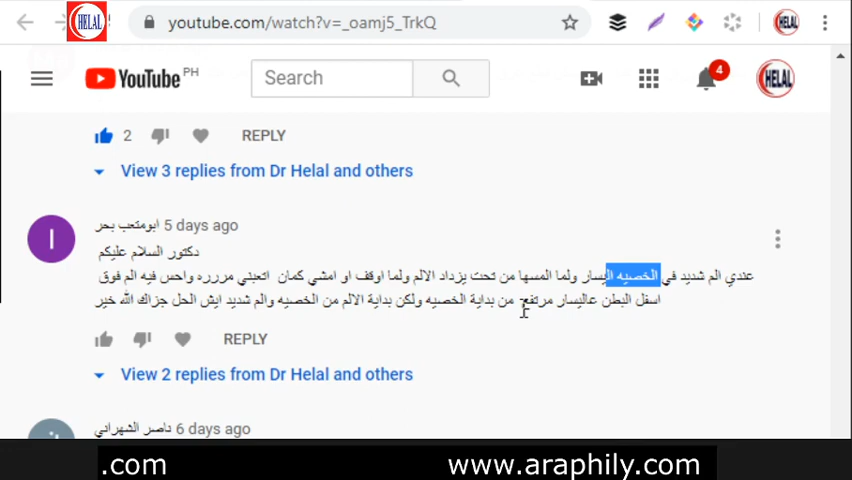 HELAL
youtube.com/watch?v=_oamj5_TrkQ
HELAL
YouTube PH
Search
4
HELAL
2 REPLY
View 3 replies from Dr Helal and others
ابومتعب بحر 5 days ago
دكتور السلام عليكم
عندي الم شديد في الخصيه اليسار ولما المسها من تحت يزداد الالم ولما اوقف او امشي كمان اتعبني مررره واحس فيه الم فوق
اسفل البطن عاليسار مرتفع من بداية الخصيه ولكن بداية الالم من الخصيه والم شديد ايش الحل جزاك الله خير
REPLY
View 2 replies from Dr Helal and others
ناصر الشهراني 6 days ago
.com www.araphily.com